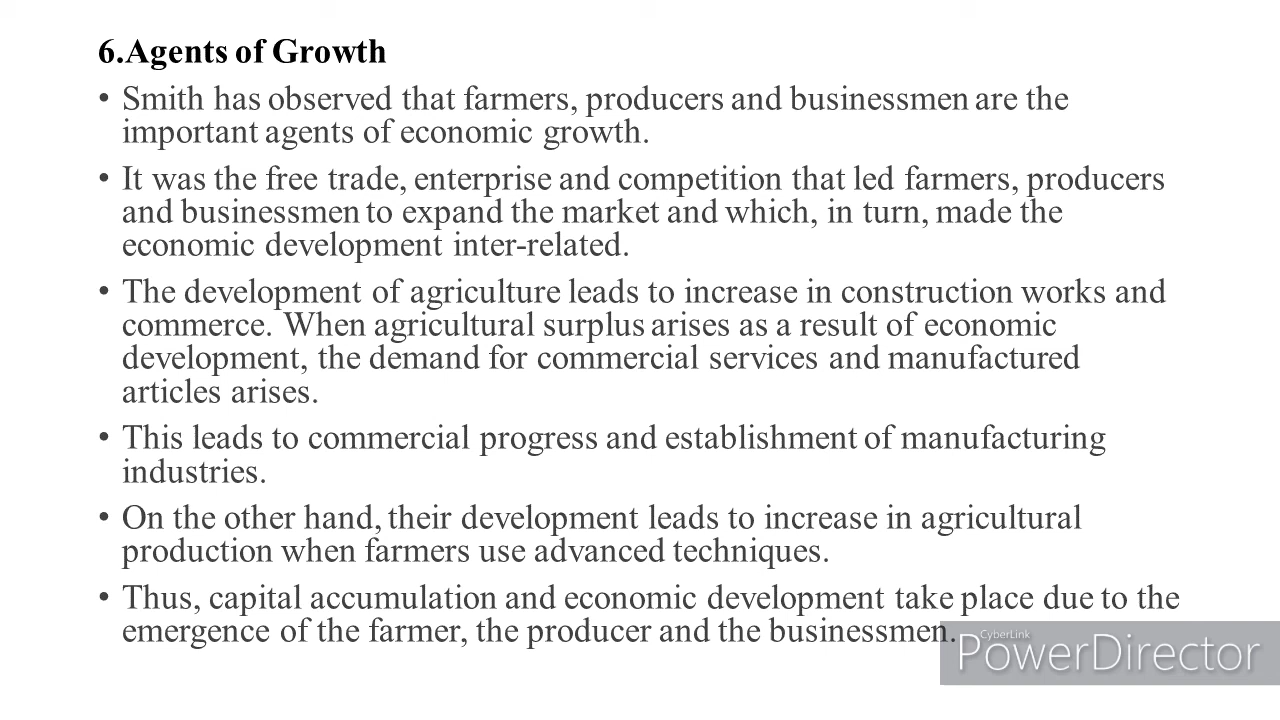 6.Agents of Growth
• Smith has observed that farmers, producers and businessmen are the
important agents of economic growth.
• It was the free trade, enterprise and competition that led farmers, producers
and businessmen to expand the market and which, in turn, made the
economic development inter-related.
• The development of agriculture leads to increase in construction works and
commerce. When agricultural surplus arises as a result of economic
development, the demand for commercial services and manufactured
articles arises.
• This leads to commercial progress and establishment of manufacturing
industries.
• On the other hand, their development leads to increase in agricultural
production when farmers use advanced techniques.
• Thus, capital accumulation and economic development take place due to the
emergence of the farmer, the producer and the businessmen.
CyberLink
PowerDirector